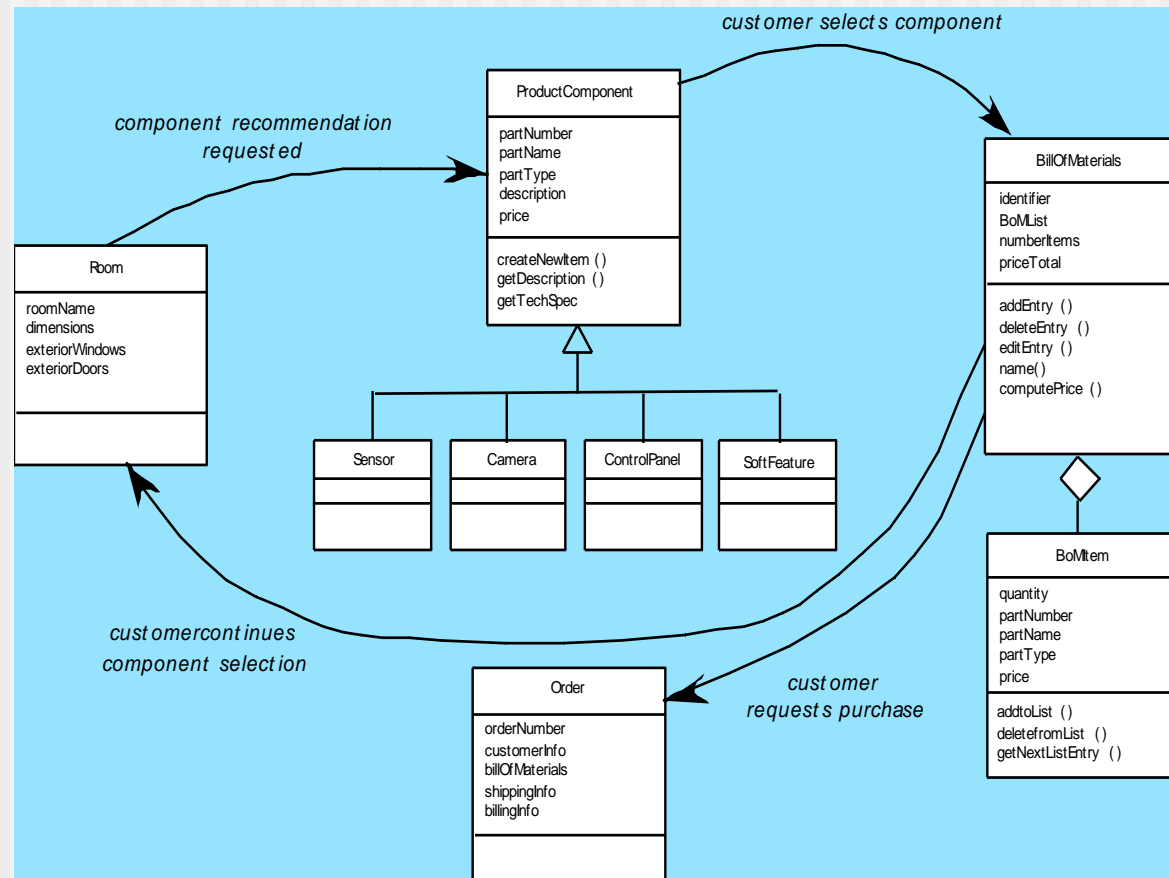 customer selects component
ProductComponent
partNumber
partName
partType
description
price
createNewItem ()
getDescription ()
getTechSpec
component recommendation
requested
BillOfMaterials
identifier
BoMList
numberItems
priceTotal
addEntry ()
deleteEntry ()
editEntry ()
name()
computePrice ()
Room
roomName
dimensions
exteriorWindows
exteriorDoors
Sensor
Camera
ControlPanel
SoftFeature
BoMItem
quantity
partNumber
partName
partType
price
addtoList ()
deletefromList ()
getNextListEntry ()
customercontinues
component selection
customer
requests purchase
Order
orderNumber
customerInfo
billOfMaterials
shippingInfo
billingInfo